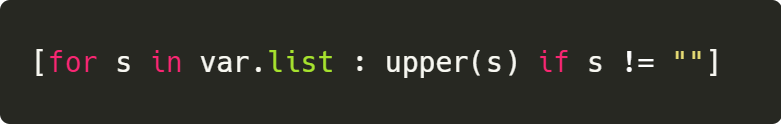 [for s in var.list : upper(s) if s != ""]